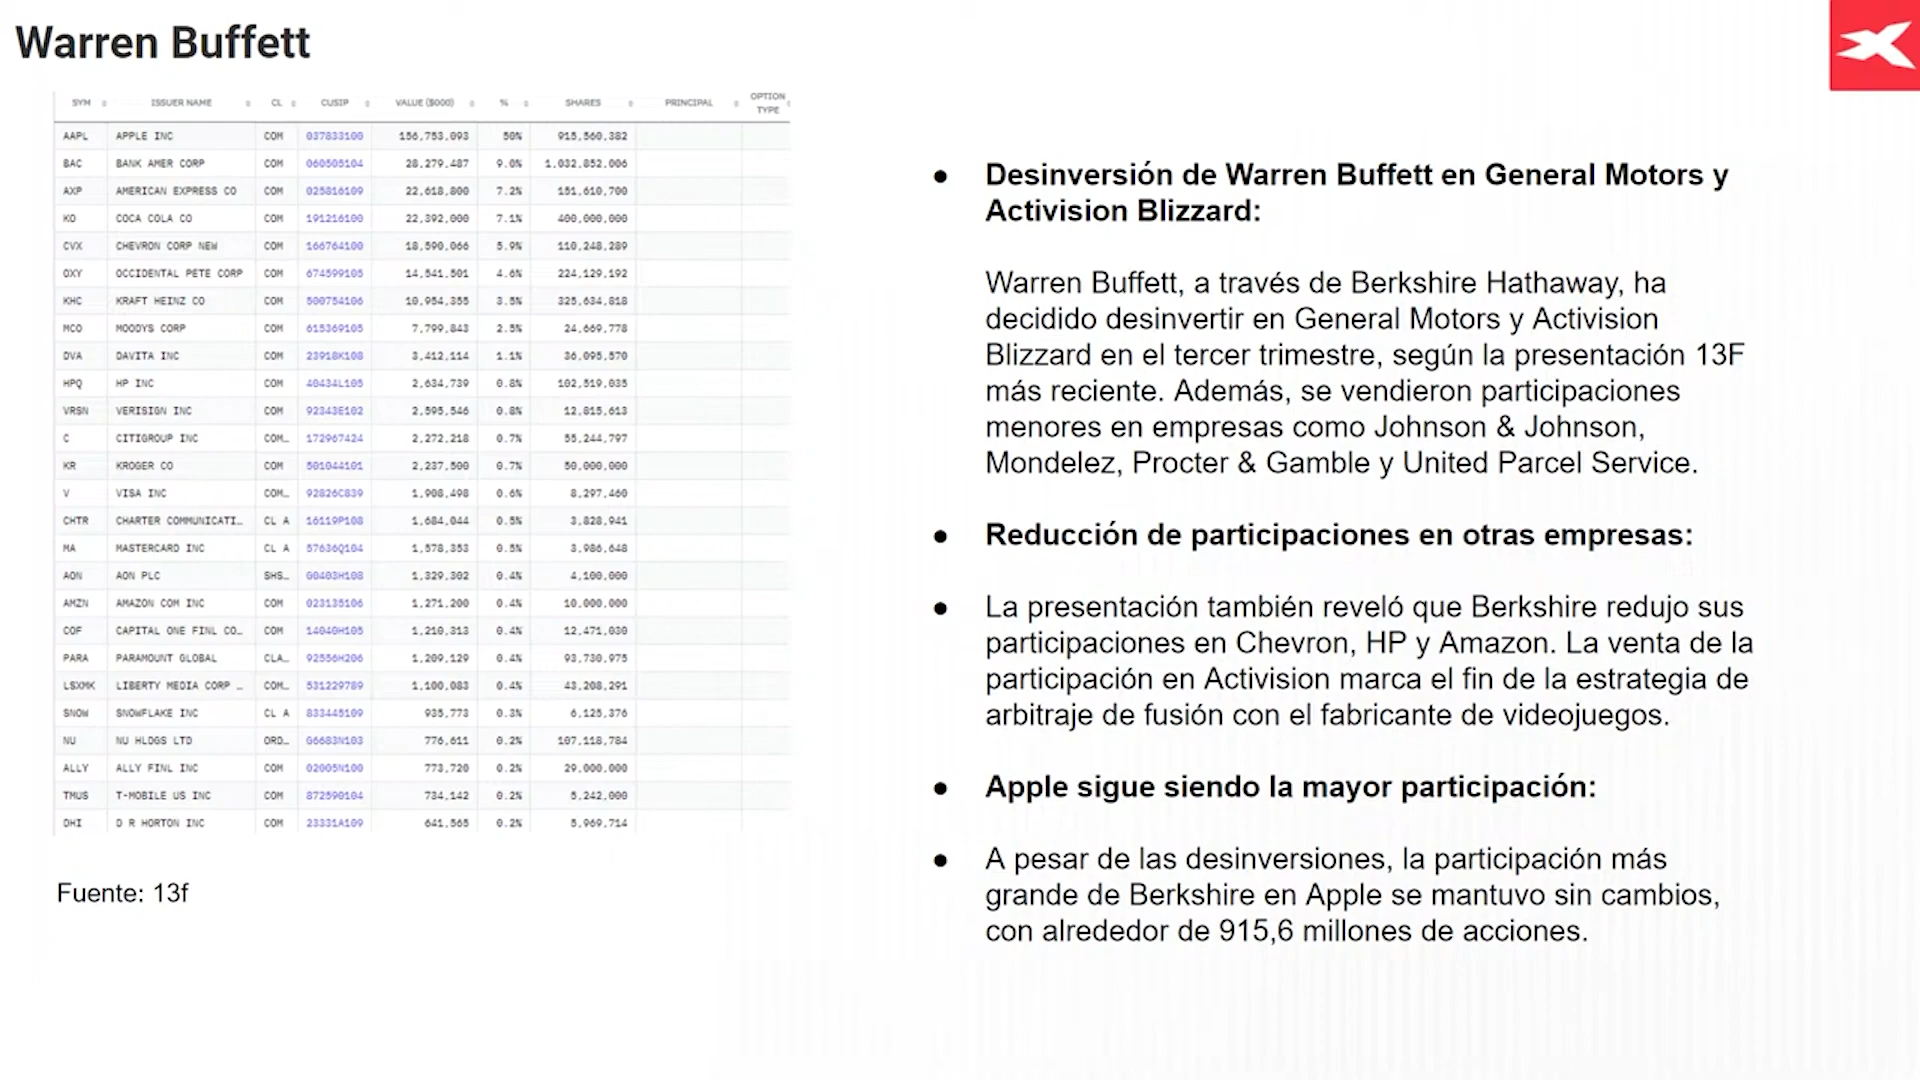 Warren Buffett
SYM ISSUER NAME CL CUSIP VALUE ($000) % SHARES PRINCIPAL OPTION TYPE
AAPL APPLE INC COM 037833100 156,753,093 50% 915,560,382
BAC BANK AMER CORP COM 060505104 28,279,487 9.0% 1,032,852,006
AXP AMERICAN EXPRESS CO COM 025816109 22,618,800 7.2% 151,610,700
KO COCA COLA CO COM 191216100 22,392,000 7.1% 400,000,000
CVX CHEVRON CORP NEW COM 166764100 18,590,066 5.9% 110,248,289
OXY OCCIDENTAL PETE CORP COM 674599105 14,541,501 4.6% 224,129,192
KHC KRAFT HEINZ CO COM 500754106 10,954,355 3.5% 325,634,818
MCO MOODYS CORP COM 615369105 7,799,843 2.5% 24,669,778
DVA DAVITA INC COM 23918K108 3,412,114 1.1% 36,095,570
HPQ HP INC COM 40434L105 2,634,739 0.8% 102,519,035
VRSN VERISIGN INC COM 92343E102 2,595,546 0.8% 12,815,613
C CITIGROUP INC COM… 172967424 2,272,218 0.7% 55,244,797
KR KROGER CO COM 501044101 2,237,500 0.7% 50,000,000
V VISA INC COM… 92826C839 1,908,498 0.6% 8,297,460
CHTR CHARTER COMMUNICATI… CL A 16119P108 1,684,044 0.5% 3,828,941
MA MASTERCARD INC CL A 57636Q104 1,578,353 0.5% 3,986,648
AON AON PLC SHS… G0403H108 1,329,302 0.4% 4,100,000
AMZN AMAZON COM INC COM 023135106 1,271,200 0.4% 10,000,000
COF CAPITAL ONE FINL CO… COM 14040H105 1,210,313 0.4% 12,471,030
PARA PARAMOUNT GLOBAL CLA… 92556H206 1,209,129 0.4% 93,730,975
LSXMK LIBERTY MEDIA CORP … COM… 531229789 1,100,083 0.4% 43,208,291
SNOW SNOWFLAKE INC CL A 833445109 935,773 0.3% 6,125,376
NU NU HLDGS LTD ORD… G6683N103 776,611 0.2% 107,118,784
ALLY ALLY FINL INC COM 02005N100 773,720 0.2% 29,000,000
TMUS T-MOBILE US INC COM 872590104 734,142 0.2% 5,242,000
DHI D R HORTON INC COM 23331A109 641,565 0.2% 5,969,714
Fuente: 13f
● Desinversión de Warren Buffett en General Motors y
Activision Blizzard:
Warren Buffett, a través de Berkshire Hathaway, ha
decidido desinvertir en General Motors y Activision
Blizzard en el tercer trimestre, según la presentación 13F
más reciente. Además, se vendieron participaciones
menores en empresas como Johnson & Johnson,
Mondelez, Procter & Gamble y United Parcel Service.
● Reducción de participaciones en otras empresas:
● La presentación también reveló que Berkshire redujo sus
participaciones en Chevron, HP y Amazon. La venta de la
participación en Activision marca el fin de la estrategia de
arbitraje de fusión con el fabricante de videojuegos.
● Apple sigue siendo la mayor participación:
● A pesar de las desinversiones, la participación más
grande de Berkshire en Apple se mantuvo sin cambios,
con alrededor de 915,6 millones de acciones.